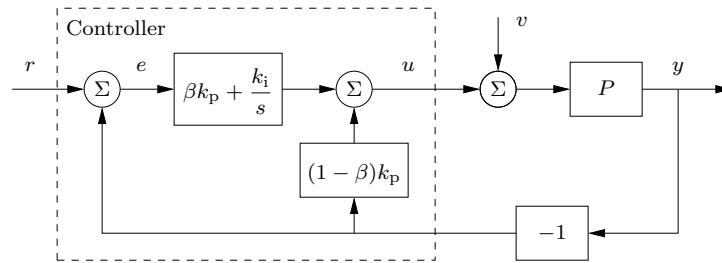 Controller
v
r
e
u
y
Σ
βk_p + k_i/s
Σ
Σ
P
(1 − β)k_p
−1